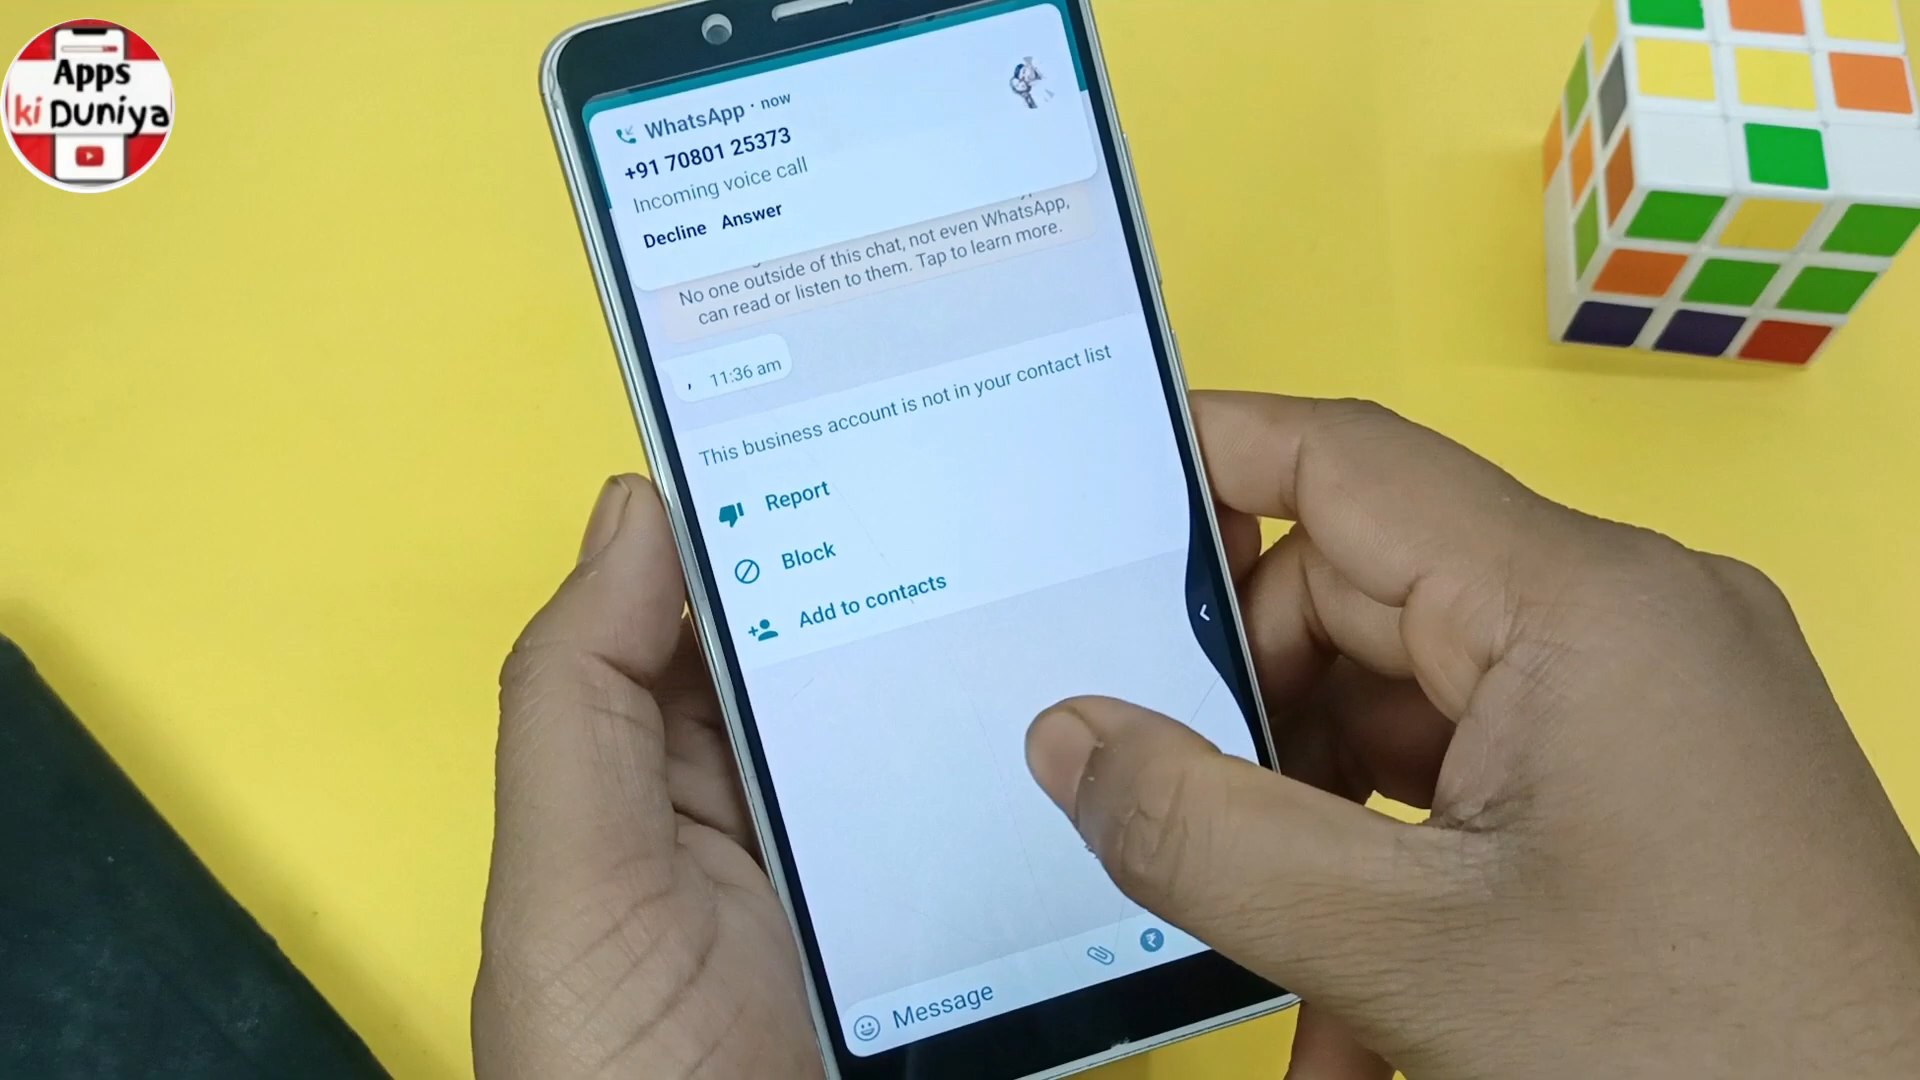 Apps
ki Duniya
WhatsApp · now
+91 70801 25373
Incoming voice call
Decline Answer
No one outside of this chat, not even WhatsApp,
can read or listen to them. Tap to learn more.
, 11:36 am
This business account is not in your contact list
Report
Block
Add to contacts
₹
Message